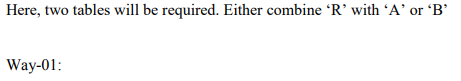 Here, two tables will be required. Either combine ‘R’ with ‘A’ or ‘B’
Way-01: